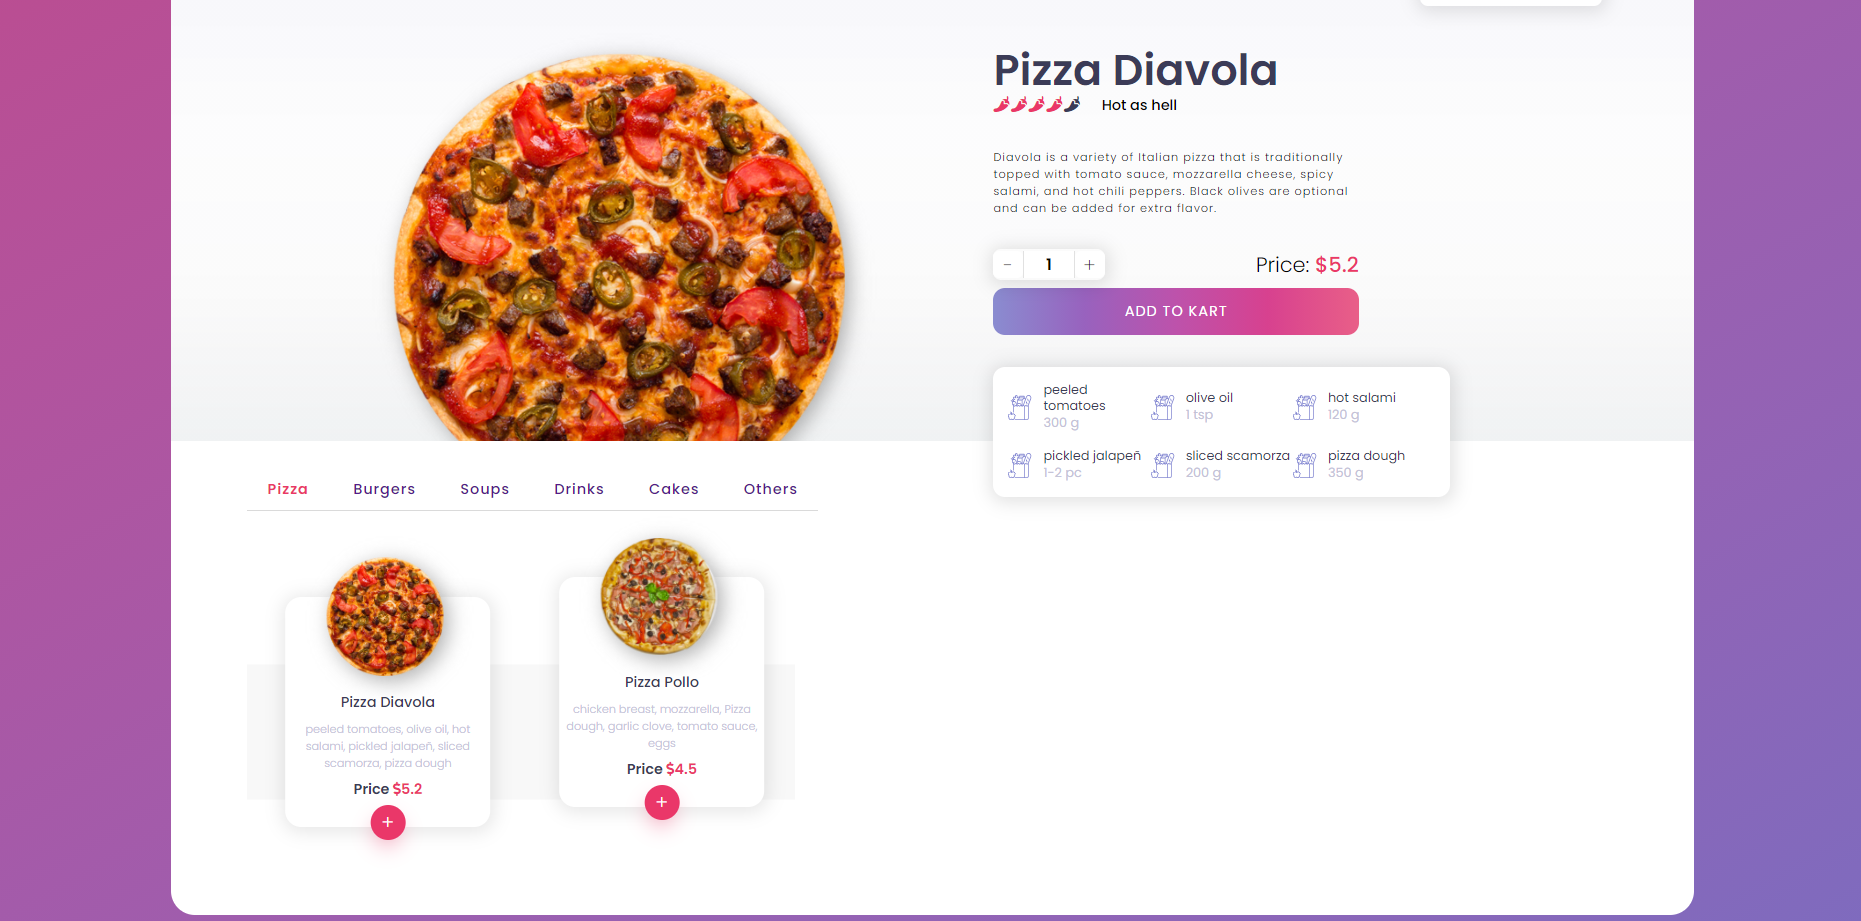 Pizza Diavola
Hot as hell
Diavola is a variety of Italian pizza that is traditionally
topped with tomato sauce, mozzarella cheese, spicy
salami, and hot chili peppers. Black olives are optional
and can be added for extra flavor.
- 1 +
Price: $5.2
ADD TO KART
peeled
tomatoes
300 g
olive oil
1 tsp
hot salami
120 g
pickled jalapeñ
1-2 pc
sliced scamorza
200 g
pizza dough
350 g
Pizza Burgers Soups Drinks Cakes Others
Pizza Diavola
peeled tomatoes, olive oil, hot
salami, pickled jalapeñ, sliced
scamorza, pizza dough
Price $5.2
+
Pizza Pollo
chicken breast, mozzarella, Pizza
dough, garlic clove, tomato sauce,
eggs
Price $4.5
+